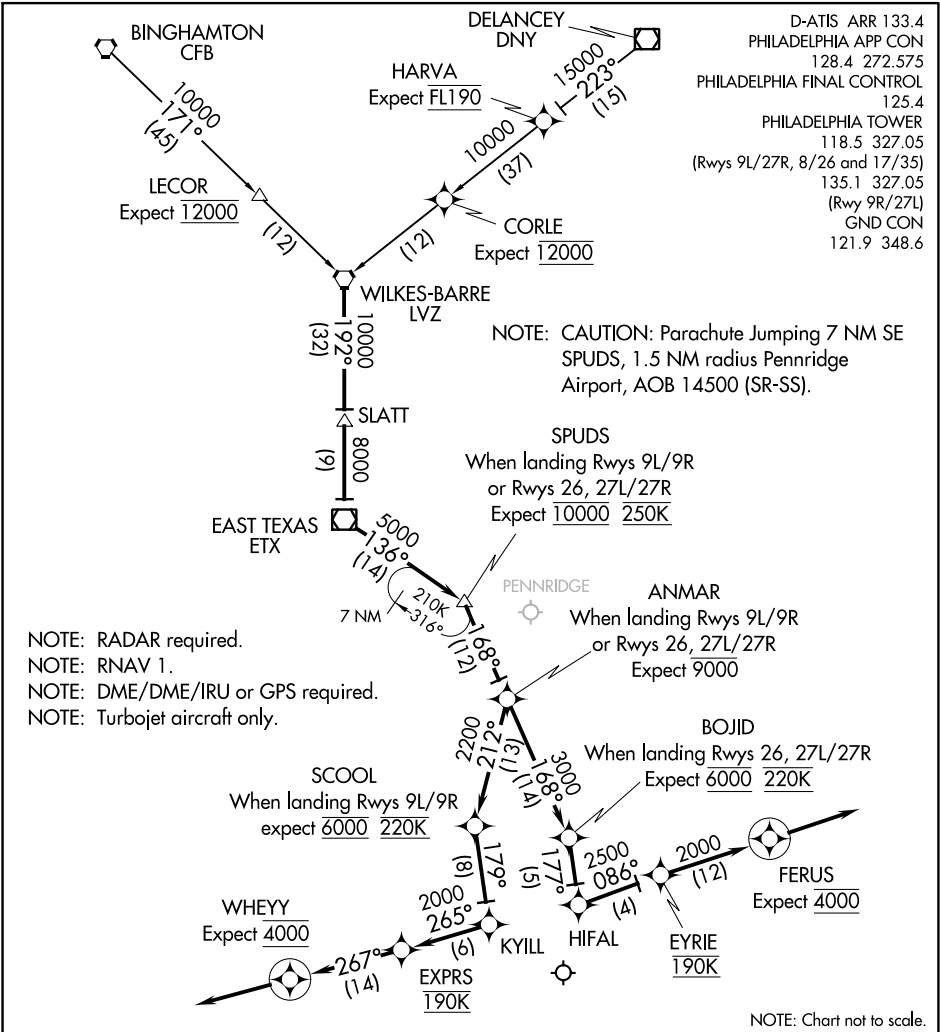 BINGHAMTON
CFB
DELANCEY
DNY
D-ATIS ARR 133.4
PHILADELPHIA APP CON
128.4 272.575
PHILADELPHIA FINAL CONTROL
125.4
PHILADELPHIA TOWER
118.5 327.05
(Rwys 9L/27R, 8/26 and 17/35)
135.1 327.05
(Rwy 9R/27L)
GND CON
121.9 348.6
HARVA
Expect FL190
15000
223°
(15)
10000
171°
(45)
10000
(37)
LECOR
Expect 12000
(12)
(12)
CORLE
Expect 12000
WILKES-BARRE
LVZ
10000
192°
(32)
NOTE: CAUTION: Parachute Jumping 7 NM SE
SPUDS, 1.5 NM radius Pennridge
Airport, AOB 14500 (SR-SS).
SLATT
8000
(9)
SPUDS
When landing Rwys 9L/9R
or Rwys 26, 27L/27R
Expect 10000 250K
EAST TEXAS
ETX
5000
136°
(14)
PENNRIDGE
7 NM
210K
316°
168°
(12)
ANMAR
When landing Rwys 9L/9R
or Rwys 26, 27L/27R
Expect 9000
NOTE: RADAR required.
NOTE: RNAV 1.
NOTE: DME/DME/IRU or GPS required.
NOTE: Turbojet aircraft only.
2200
212°
(13)
3000
168°
(14)
BOJID
When landing Rwys 26, 27L/27R
Expect 6000 220K
SCOOL
When landing Rwys 9L/9R
expect 6000 220K
179°
(8)
177°
(5)
2500
086°
(4)
2000
(12)
FERUS
Expect 4000
WHEYY
Expect 4000
2000
265°
(6)
KYILL
HIFAL
EYRIE
190K
267°
(14)
EXPRS
190K
NOTE: Chart not to scale.